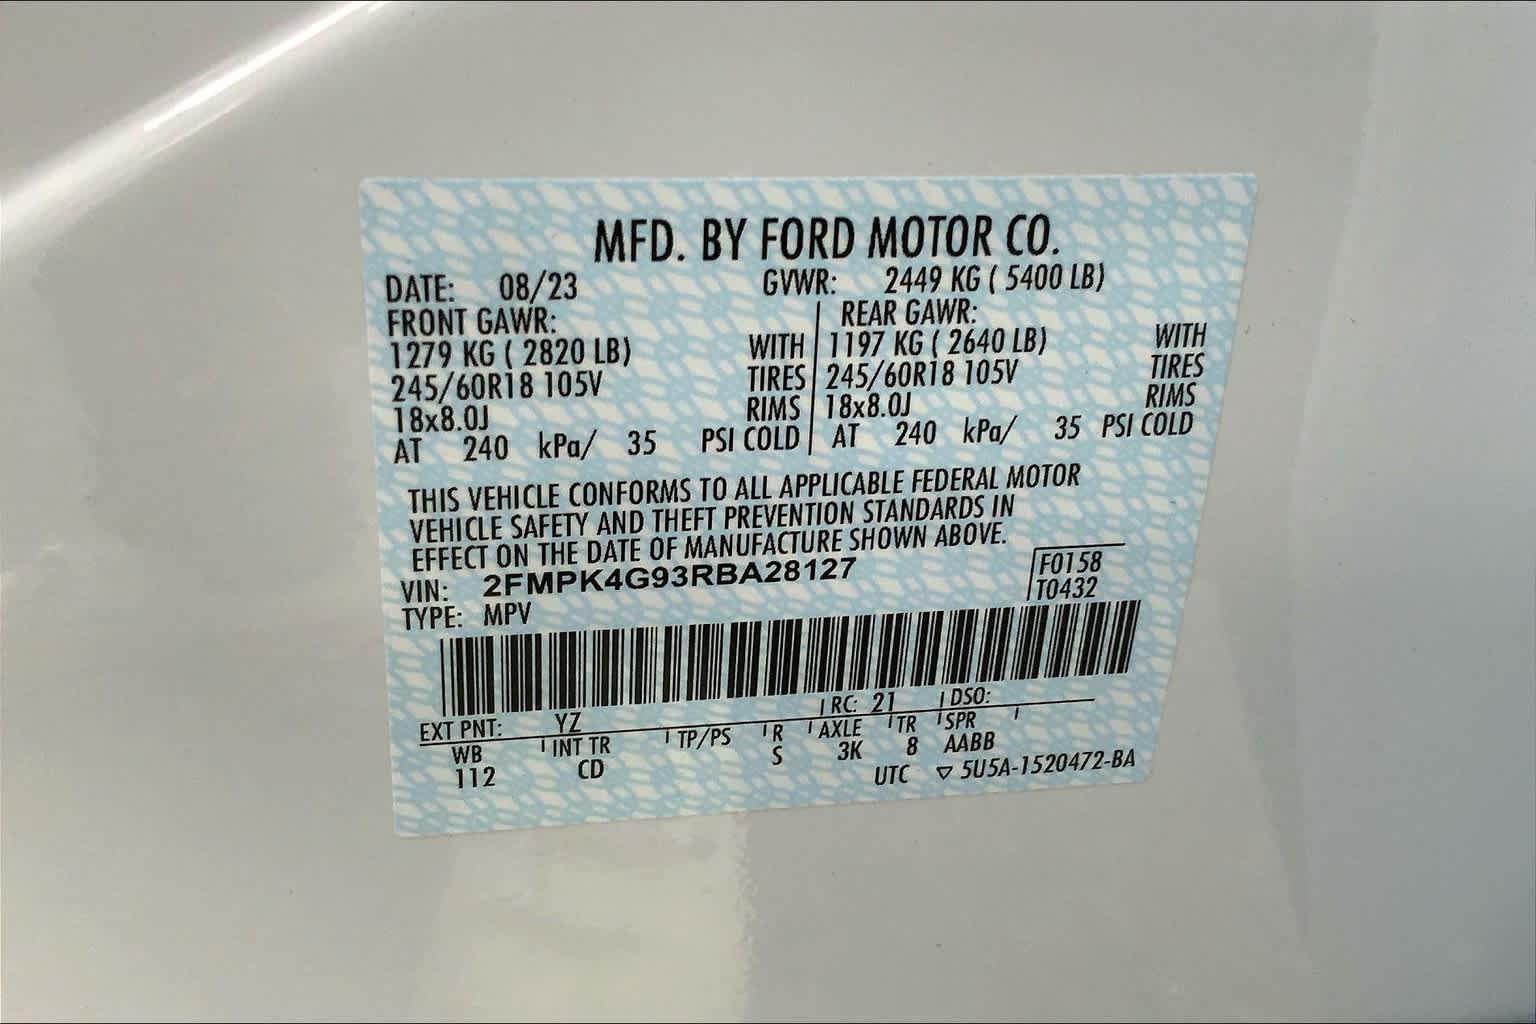 MFD. BY FORD MOTOR CO.
DATE: 08/23 GVWR: 2449 KG ( 5400 LB)
FRONT GAWR: REAR GAWR:
1279 KG ( 2820 LB) WITH 1197 KG ( 2640 LB) WITH
245/60R18 105V TIRES 245/60R18 105V TIRES
18x8.0J RIMS 18x8.0J RIMS
AT 240 kPa/ 35 PSI COLD AT 240 kPa/ 35 PSI COLD
THIS VEHICLE CONFORMS TO ALL APPLICABLE FEDERAL MOTOR
VEHICLE SAFETY AND THEFT PREVENTION STANDARDS IN
EFFECT ON THE DATE OF MANUFACTURE SHOWN ABOVE.
VIN: 2FMPK4G93RBA28127 F0158
TYPE: MPV T0432
EXT PNT: YZ RC: 21 DSO:
WB INT TR TP/PS R AXLE TR SPR
112 CD S 3K 8 AABB
UTC ▽ 5U5A-1520472-BA